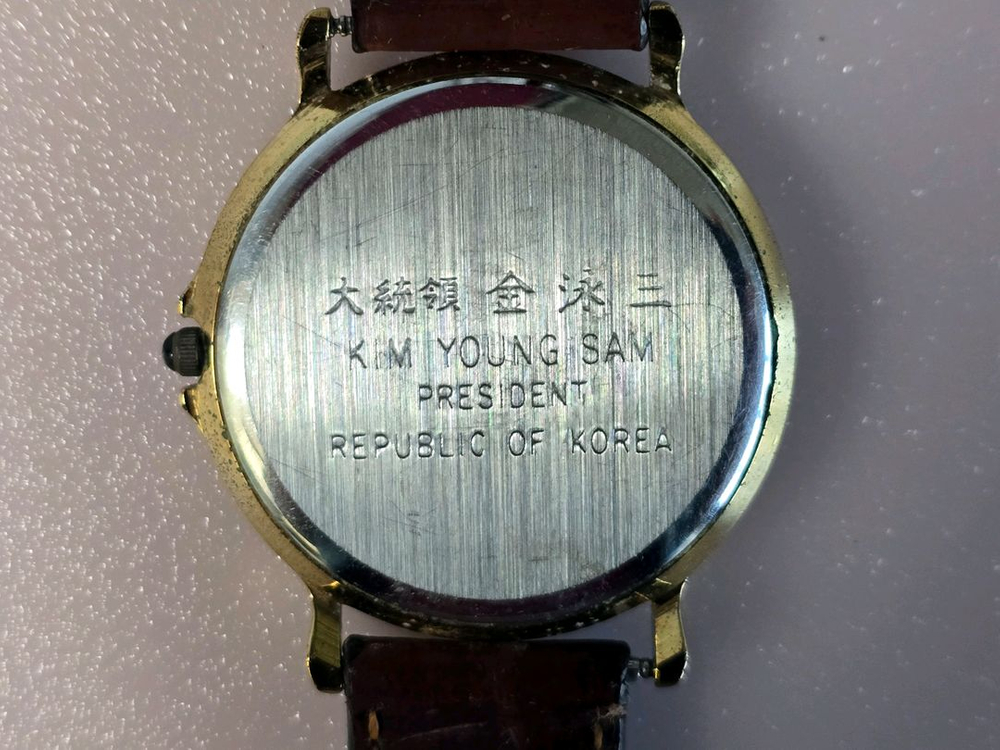 大統領 金 泳 三
KIM YOUNG SAM
PRESIDENT
REPUBLIC OF KOREA